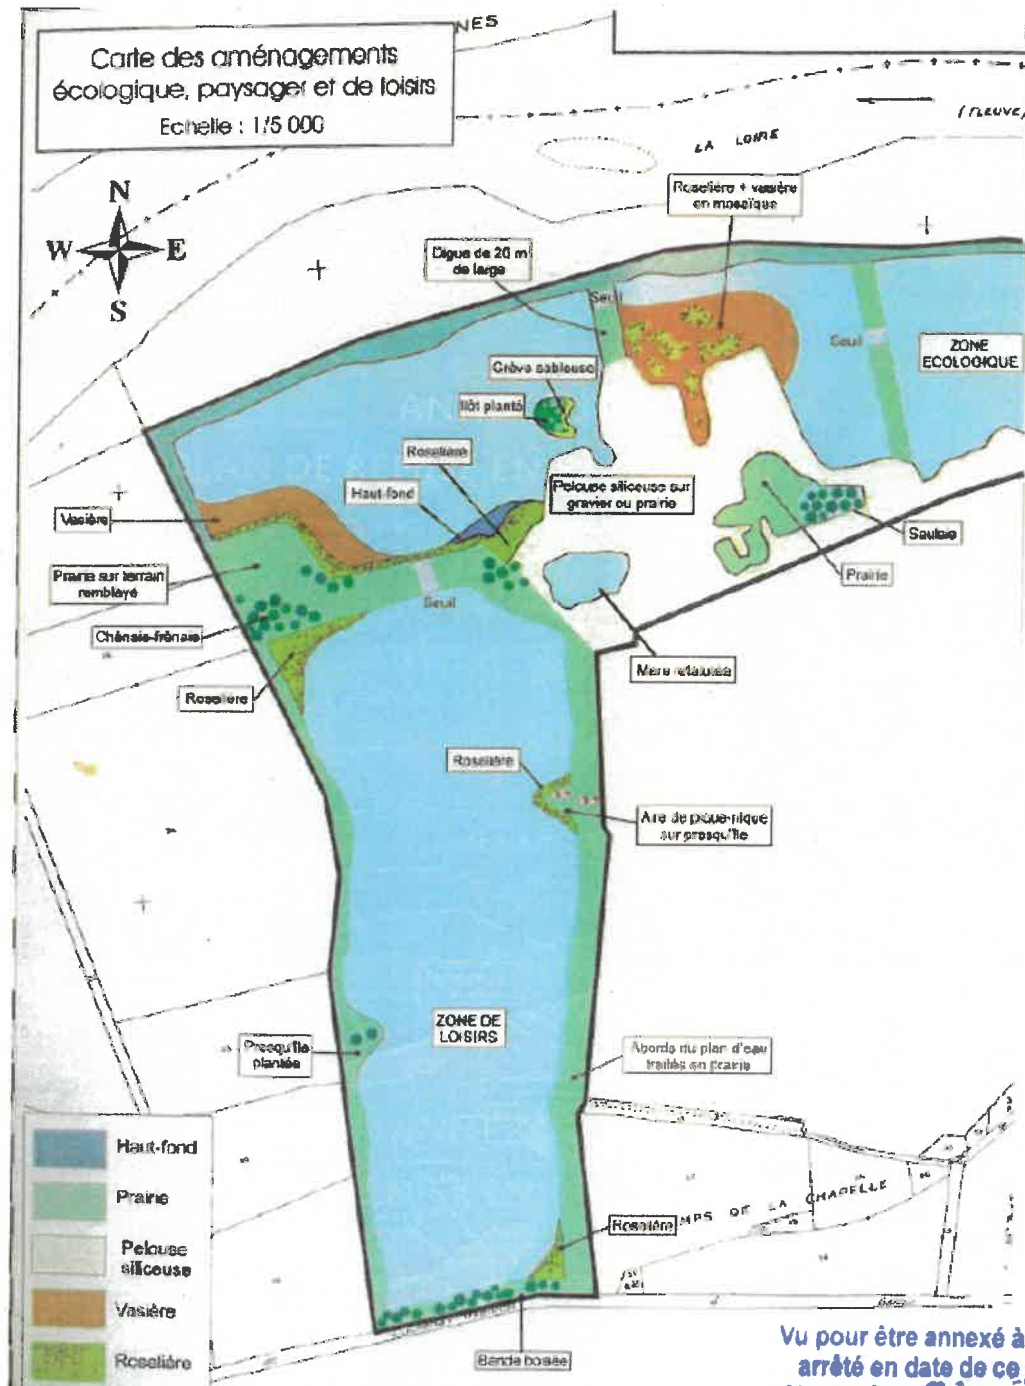 Carte des aménagements
écologique, paysager et de loisirs
Echelle : 1/5 000
NES
(FLEUVE)
LA LOIRE
N
W E
S
Roselière + vasière
en mosaïque
Digue de 20 m
de large
Seuil
Seuil
ZONE
ECOLOGIQUE
Grève sableuse
Ilôt planté
Roselière
Haut-fond
Pelouse siliceuse sur
gravier ou prairie
Vasière
Saulaie
Prairie sur terrain
remblayé
Prairie
Seuil
Chênaie-frênaie
Mare
Roselière
Roselière
Aire de pique-nique
sur presqu'île
ZONE DE
LOISIRS
Presqu'île
plantée
Abords du plan d'eau
traités en prairie
Haut-fond
Prairie
Pelouse
siliceuse
Vasière
Roselière
Roselière
MPS DE LA CHAPELLE
Bande boisée
Vu pour être annexé à
arrêté en date de ce